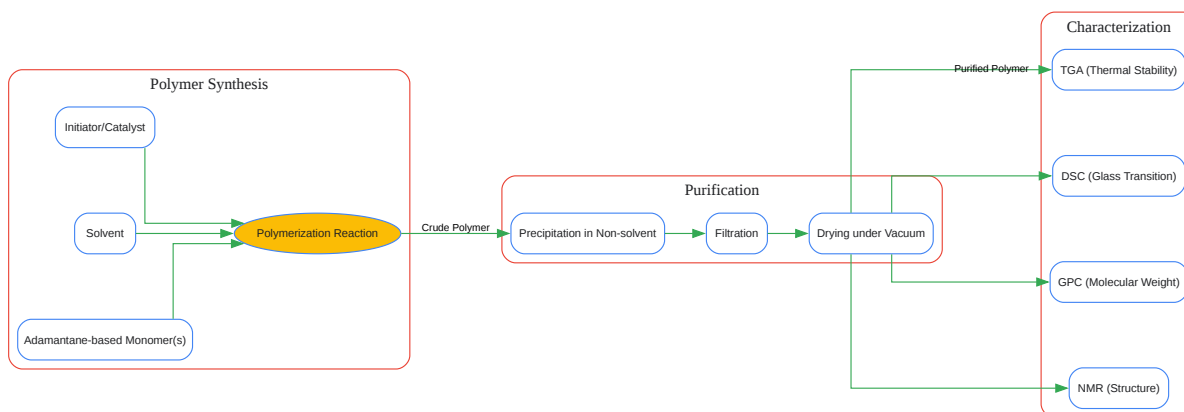 Characterization
Purified Polymer
TGA (Thermal Stability)
Polymer Synthesis
Initiator/Catalyst
DSC (Glass Transition)
Purification
Solvent
Polymerization Reaction
Crude Polymer
Precipitation in Non-solvent
Filtration
Drying under Vacuum
GPC (Molecular Weight)
Adamantane-based Monomer(s)
NMR (Structure)